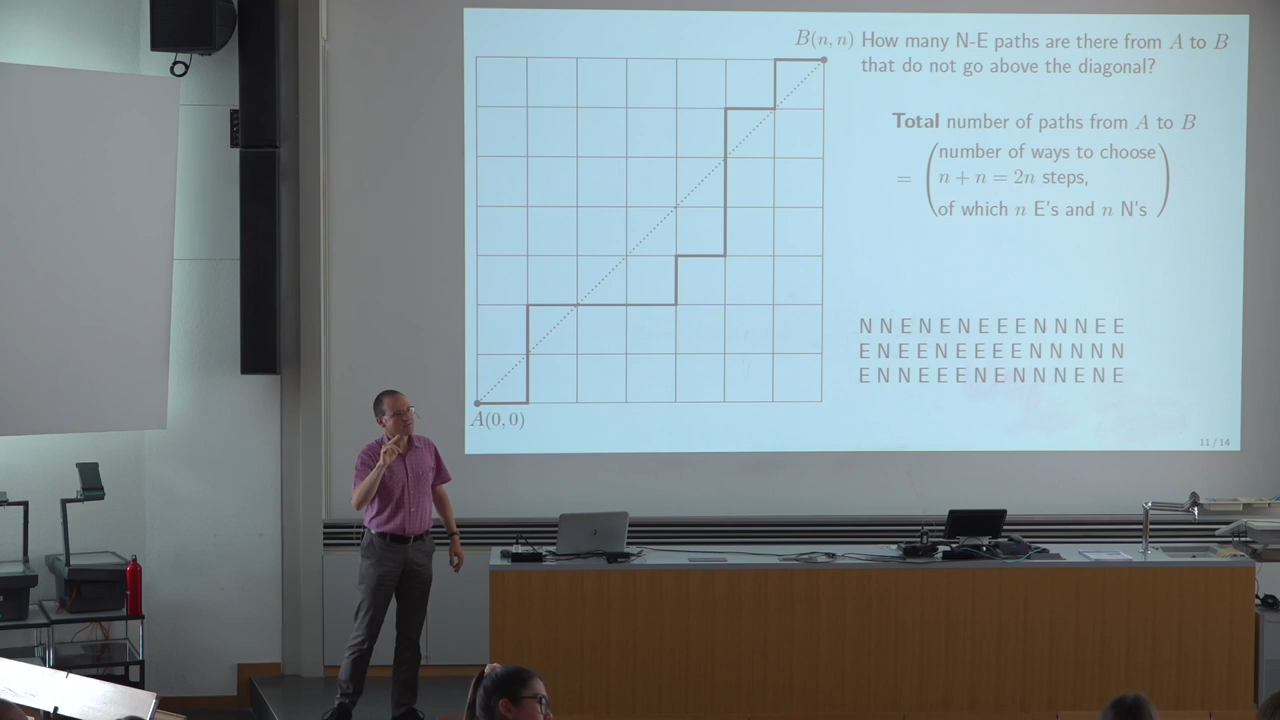 B(n, n)
How many N-E paths are there from A to B
that do not go above the diagonal?
Total number of paths from A to B
= (number of ways to choose
n + n = 2n steps,
of which n E's and n N's)
N N E N E N E E E N N N E E
E N E E N E E E E N N N N N
E N N E E E N E N N N E N E
A(0, 0)
11 / 14